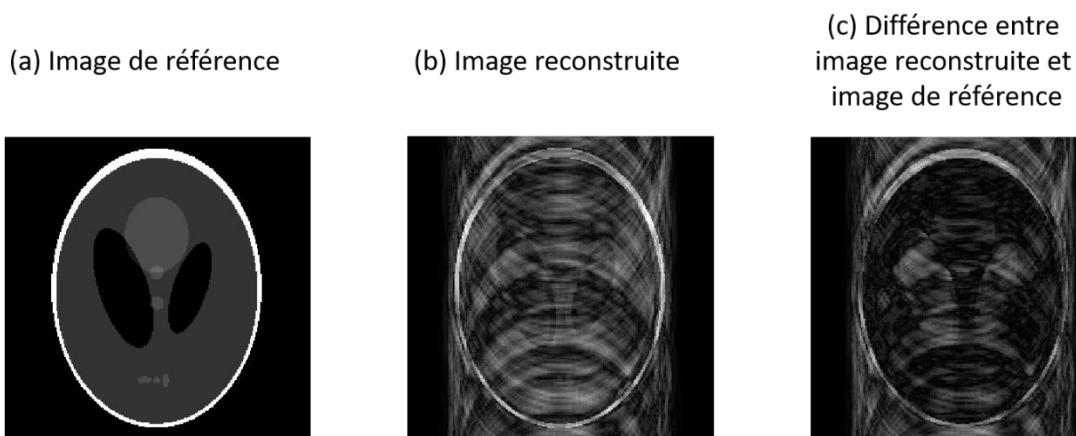 (a) Image de référence
(b) Image reconstruite
(c) Différence entre
image reconstruite et
image de référence